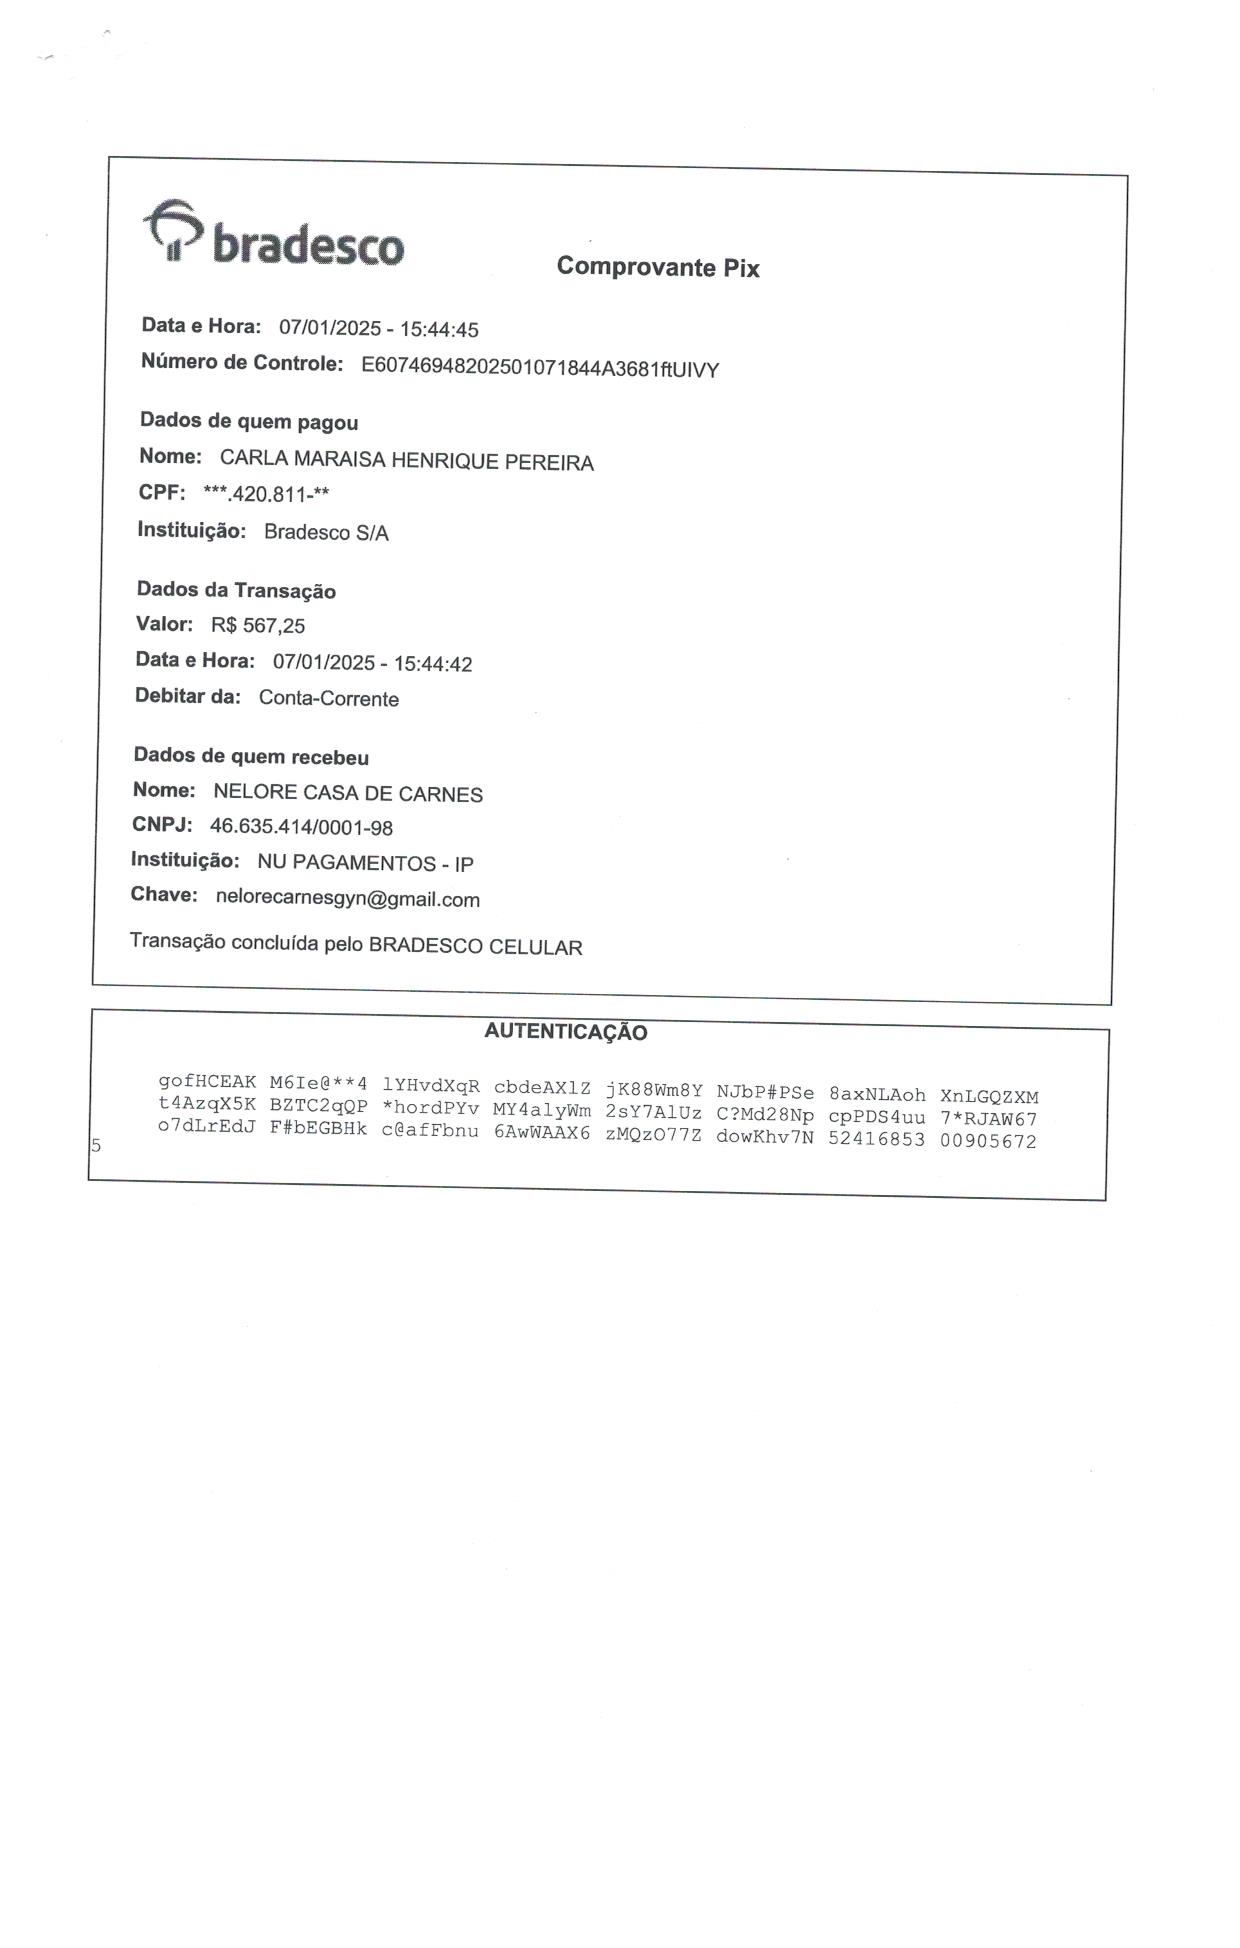 bradesco
Comprovante Pix
Data e Hora: 07/01/2025 - 15:44:45
Número de Controle: E60746948202501071844A3681ftUIVY
Dados de quem pagou
Nome: CARLA MARAISA HENRIQUE PEREIRA
CPF: ***.420.811-**
Instituição: Bradesco S/A
Dados da Transação
Valor: R$ 567,25
Data e Hora: 07/01/2025 - 15:44:42
Debitar da: Conta-Corrente
Dados de quem recebeu
Nome: NELORE CASA DE CARNES
CNPJ: 46.635.414/0001-98
Instituição: NU PAGAMENTOS - IP
Chave: nelorecarnesgyn@gmail.com
Transação concluída pelo BRADESCO CELULAR
AUTENTICAÇÃO
gofHCEAK M6Ie@**4 lYHvdXqR cbdeAXlZ jK88Wm8Y NJbP#PSe 8axNLAoh XnLGQZXM
t4AzqX5K BZTC2qQP *hordPYv MY4alyWm 2sY7AlUz C?Md28Np cpPDS4uu 7*RJAW67
o7dLrEdJ F#bEGBHk c@afFbnu 6AwWAAX6 zMQzO77Z dowKhv7N 52416853 00905672
5